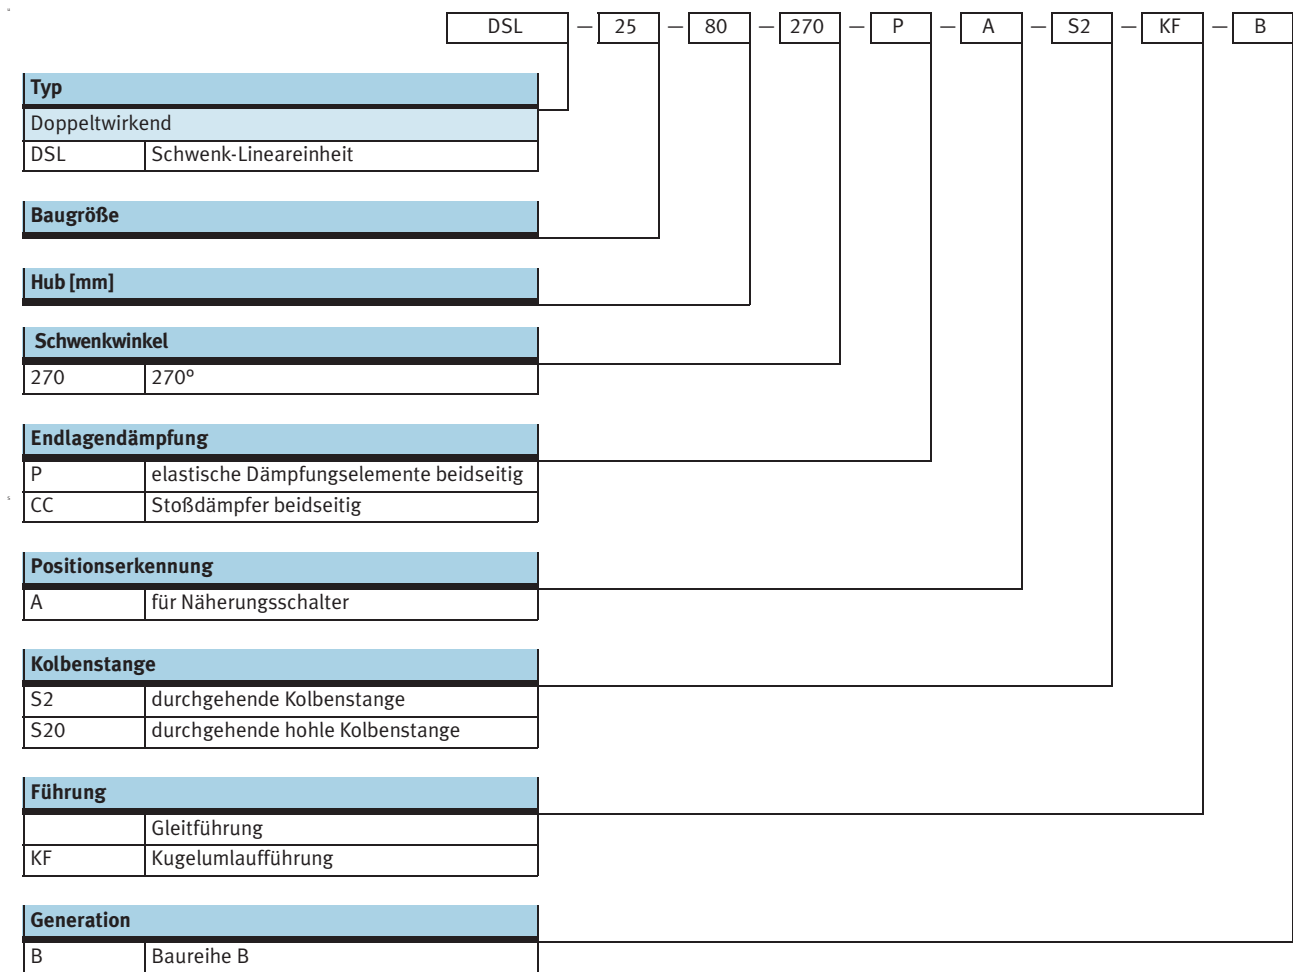 DSL — 25 — 80 — 270 — P — A — S2 — KF — B
Typ
Doppeltwirkend
DSL Schwenk-Lineareinheit
Baugröße
Hub [mm]
Schwenkwinkel
270 270°
Endlagendämpfung
P elastische Dämpfungselemente beidseitig
CC Stoßdämpfer beidseitig
Positionserkennung
A für Näherungsschalter
Kolbenstange
S2 durchgehende Kolbenstange
S20 durchgehende hohle Kolbenstange
Führung
Gleitführung
KF Kugelumlaufführung
Generation
B Baureihe B